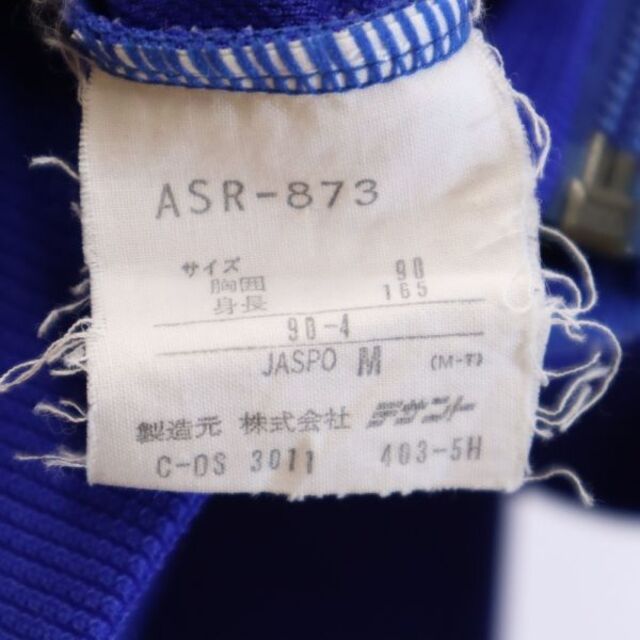 ASR-873
サイズ
胸囲 90
身長 165
90-4
JASPO M (M-T)
製造元 株式会社 デサント
C-OS 3011 403-5H